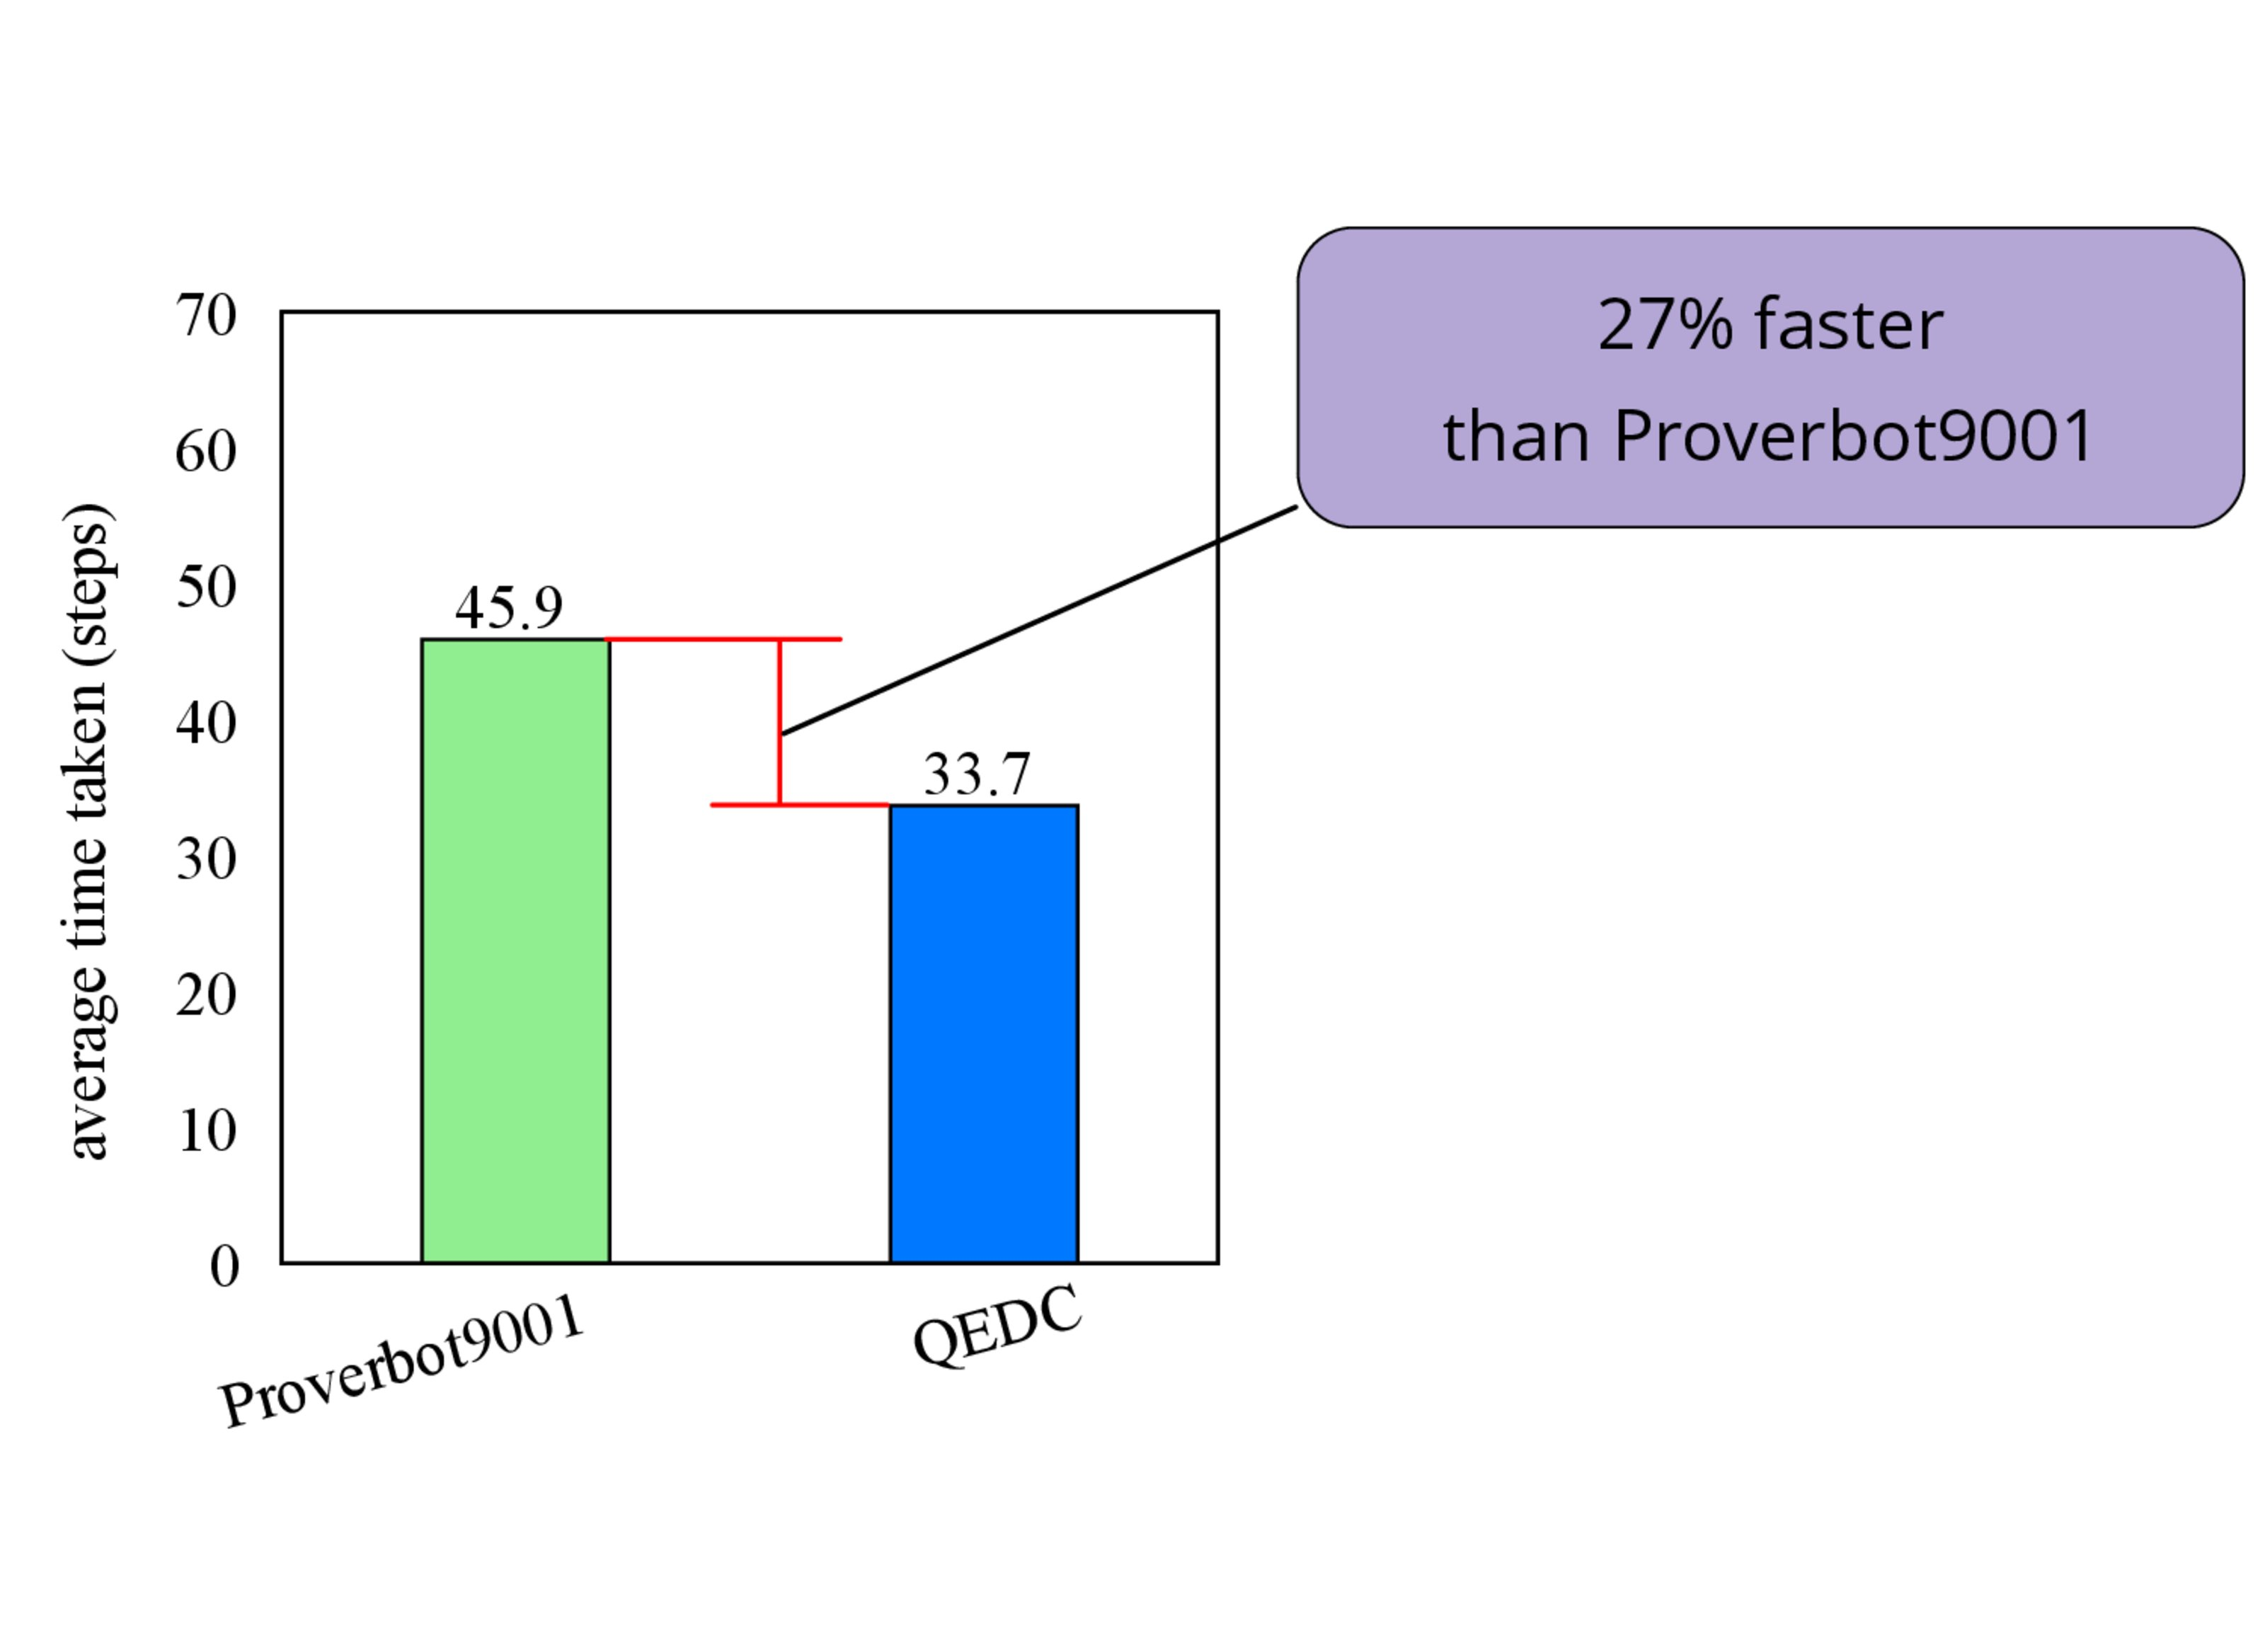 27% faster
than Proverbot9001
average time taken (steps)
70
60
50
40
30
20
10
0
45.9
33.7
Proverbot9001
QEDC